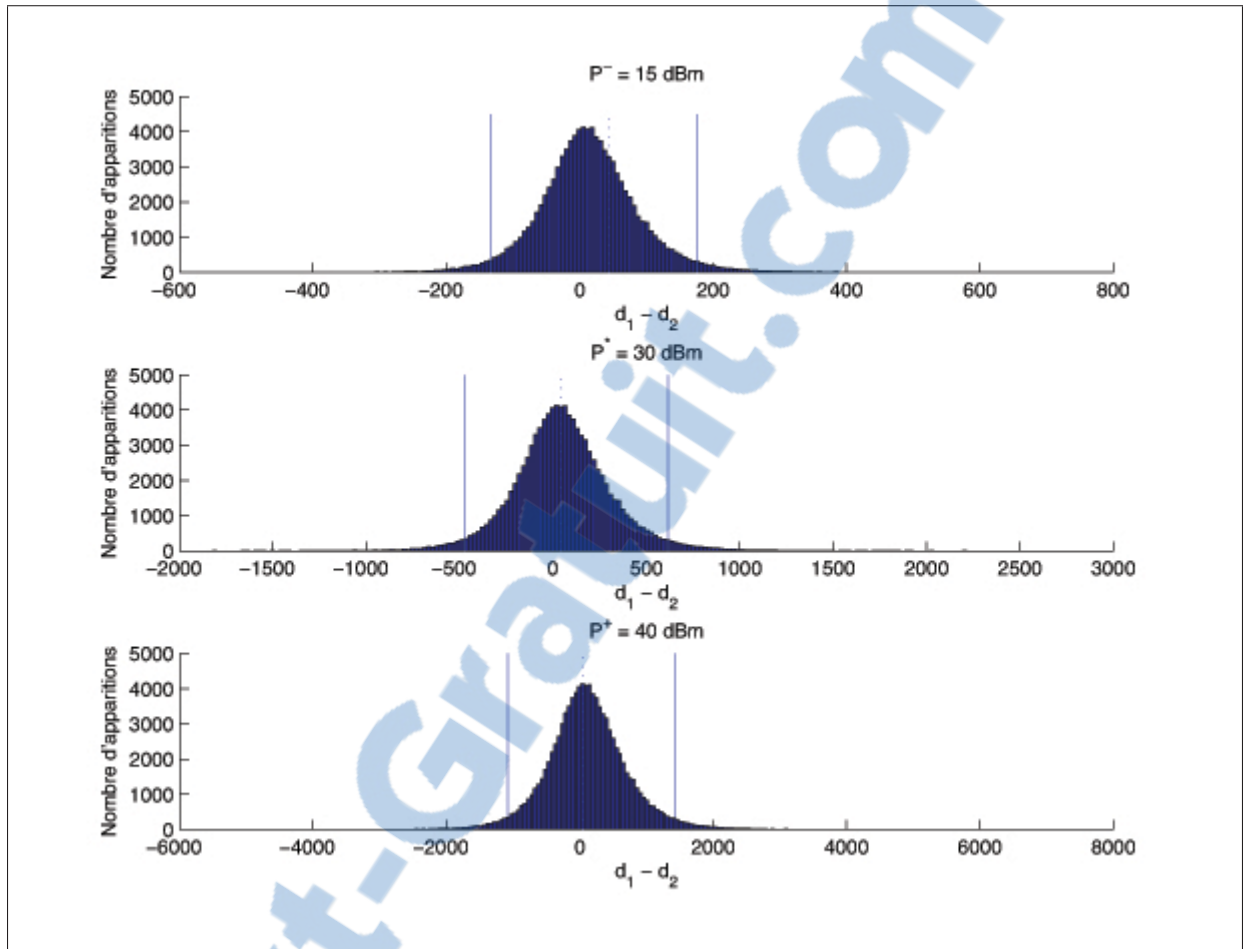 P⁻ = 15 dBm
Nombre d'apparitions
5000
4000
3000
2000
1000
0
−600 −400 −200 0 200 400 600 800
d₁ − d₂
P* = 30 dBm
Nombre d'apparitions
5000
4000
3000
2000
1000
0
−2000 −1500 −1000 −500 0 500 1000 1500 2000 2500 3000
d₁ − d₂
P⁺ = 40 dBm
Nombre d'apparitions
5000
4000
3000
2000
1000
0
−6000 −4000 −2000 0 2000 4000 6000 8000
d₁ − d₂
t-Gratuit.com